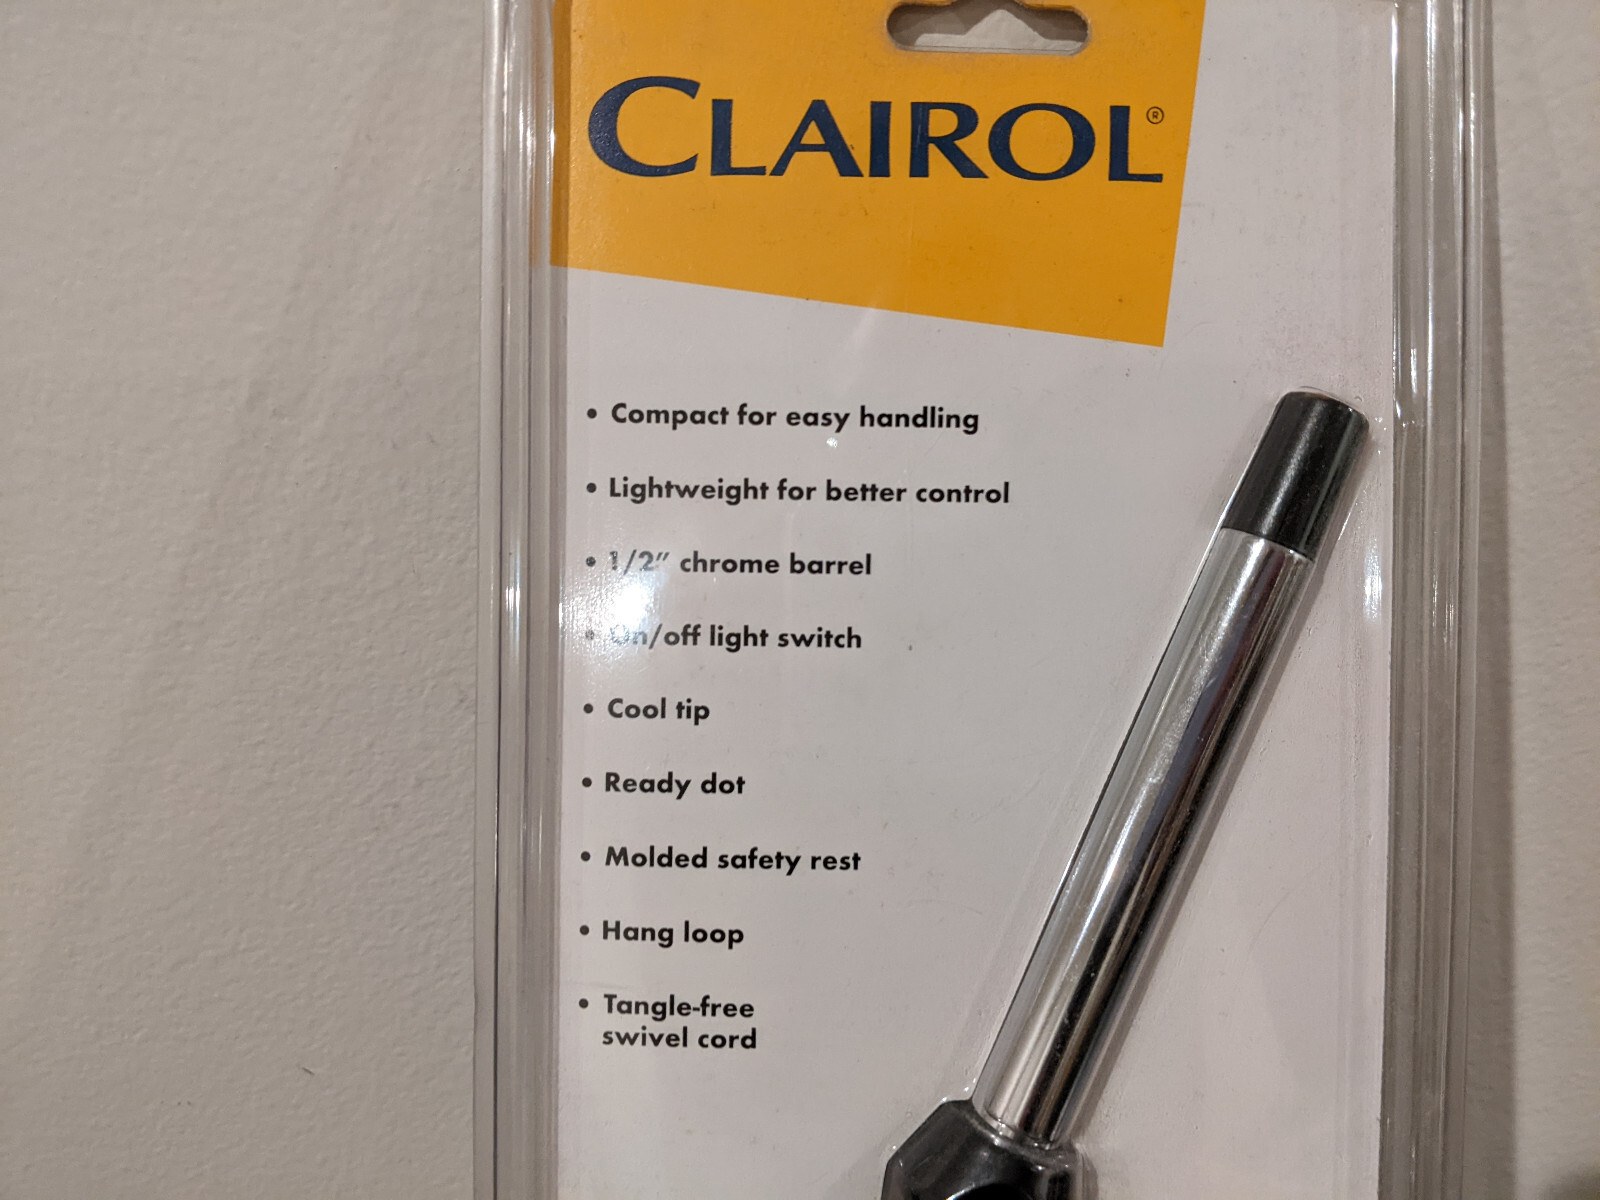 CLAIROL®
• Compact for easy handling
• Lightweight for better control
• 1/2" chrome barrel
• On/off light switch
• Cool tip
• Ready dot
• Molded safety rest
• Hang loop
• Tangle-free
swivel cord